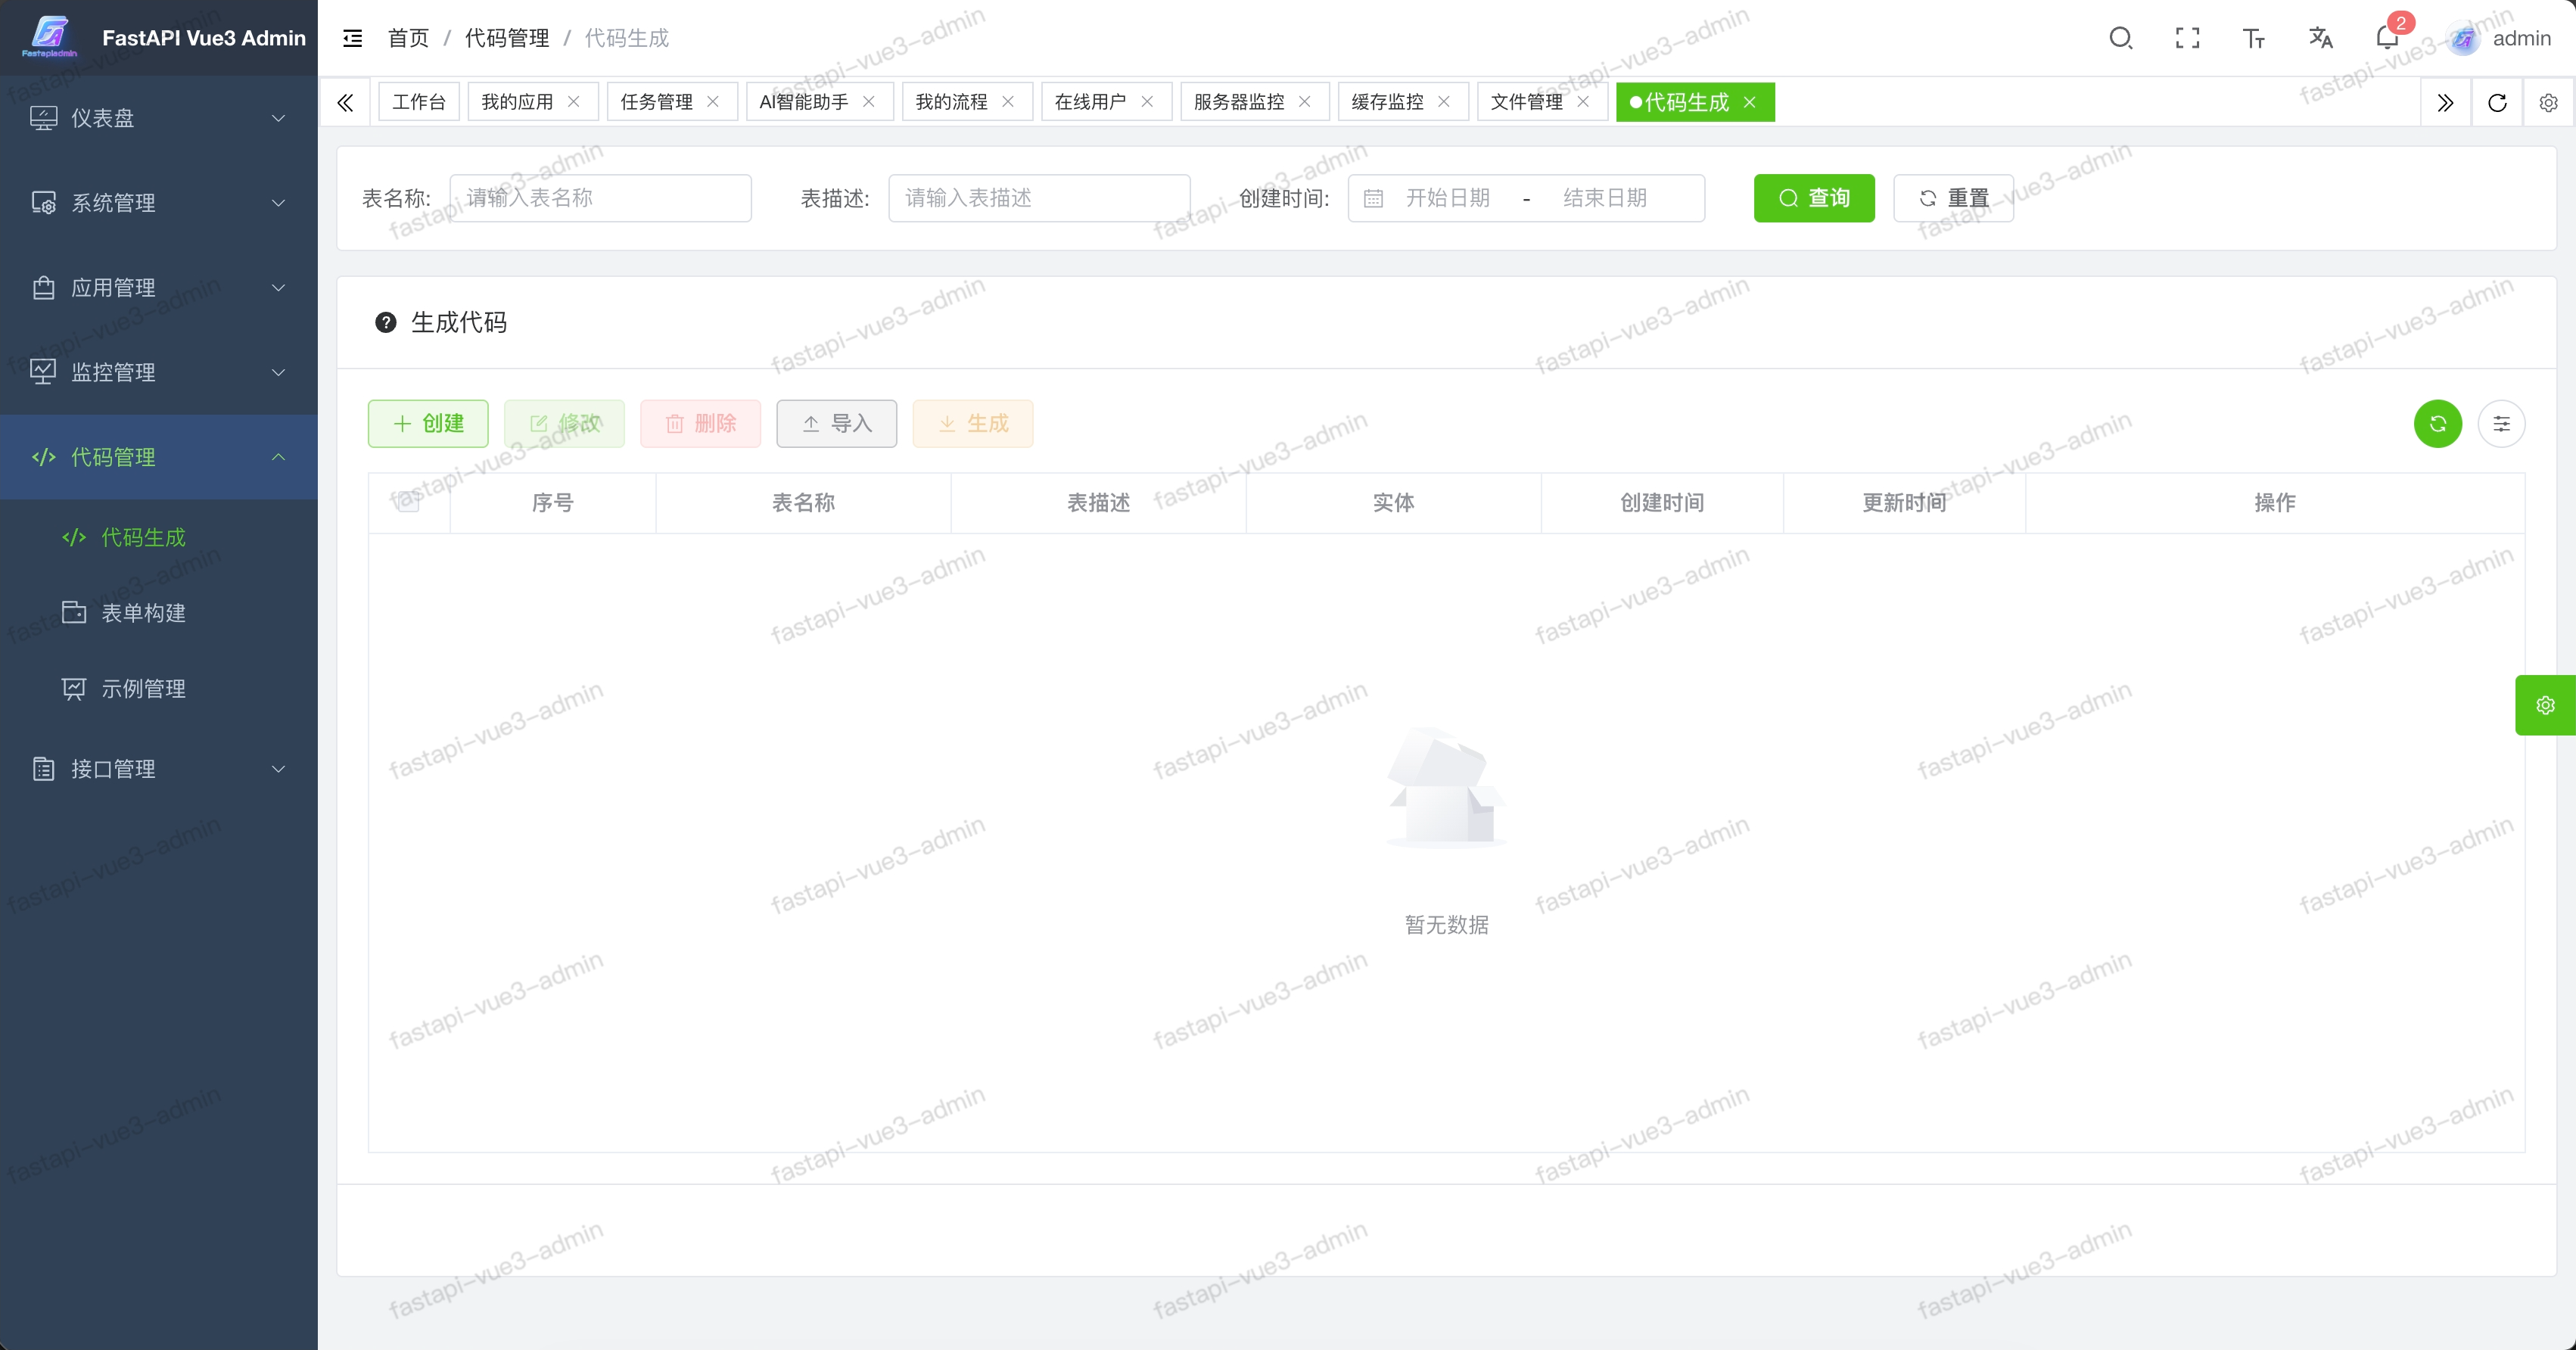 Fastapiadmin
FastAPI Vue3 Admin
首页 / 代码管理 / 代码生成
2
admin
工作台
我的应用
任务管理
AI智能助手
我的流程
在线用户
服务器监控
缓存监控
文件管理
代码生成
仪表盘
系统管理
应用管理
监控管理
代码管理
代码生成
表单构建
示例管理
接口管理
表名称: 请输入表名称
表描述: 请输入表描述
创建时间: 开始日期 - 结束日期
查询
重置
生成代码
创建
修改
删除
导入
生成
序号
表名称
表描述
实体
创建时间
更新时间
操作
暂无数据
fastapi-vue3-admin